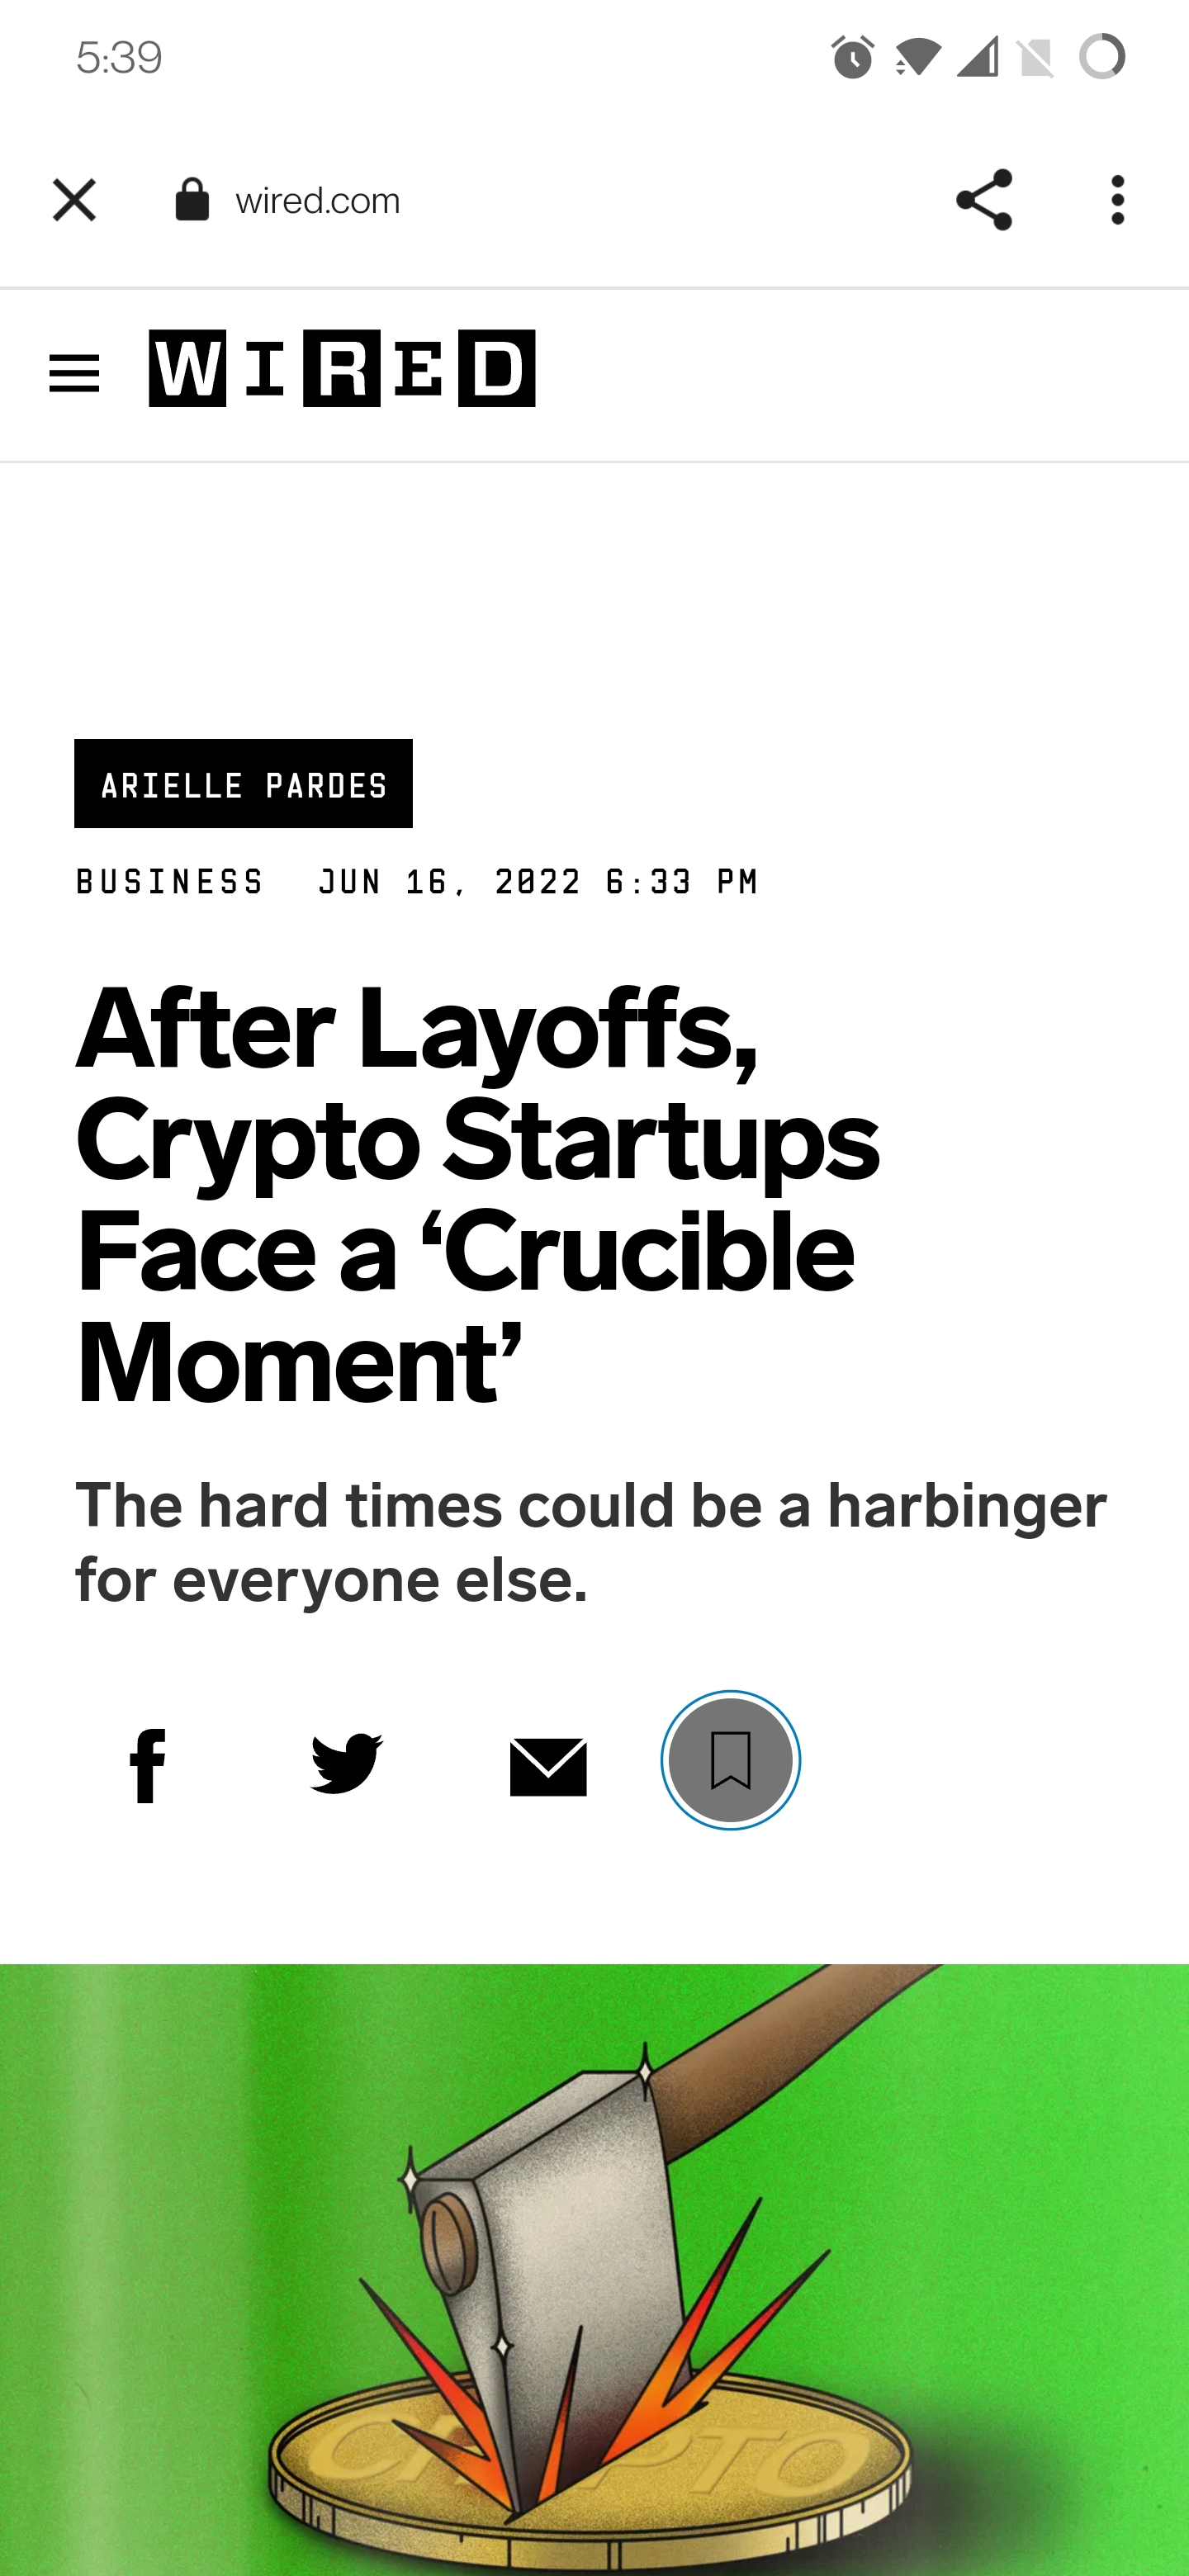 5:39
wired.com
WIRED
ARIELLE PARDES
BUSINESS JUN 16, 2022 6:33 PM
After Layoffs,
Crypto Startups
Face a ‘Crucible
Moment’
The hard times could be a harbinger
for everyone else.